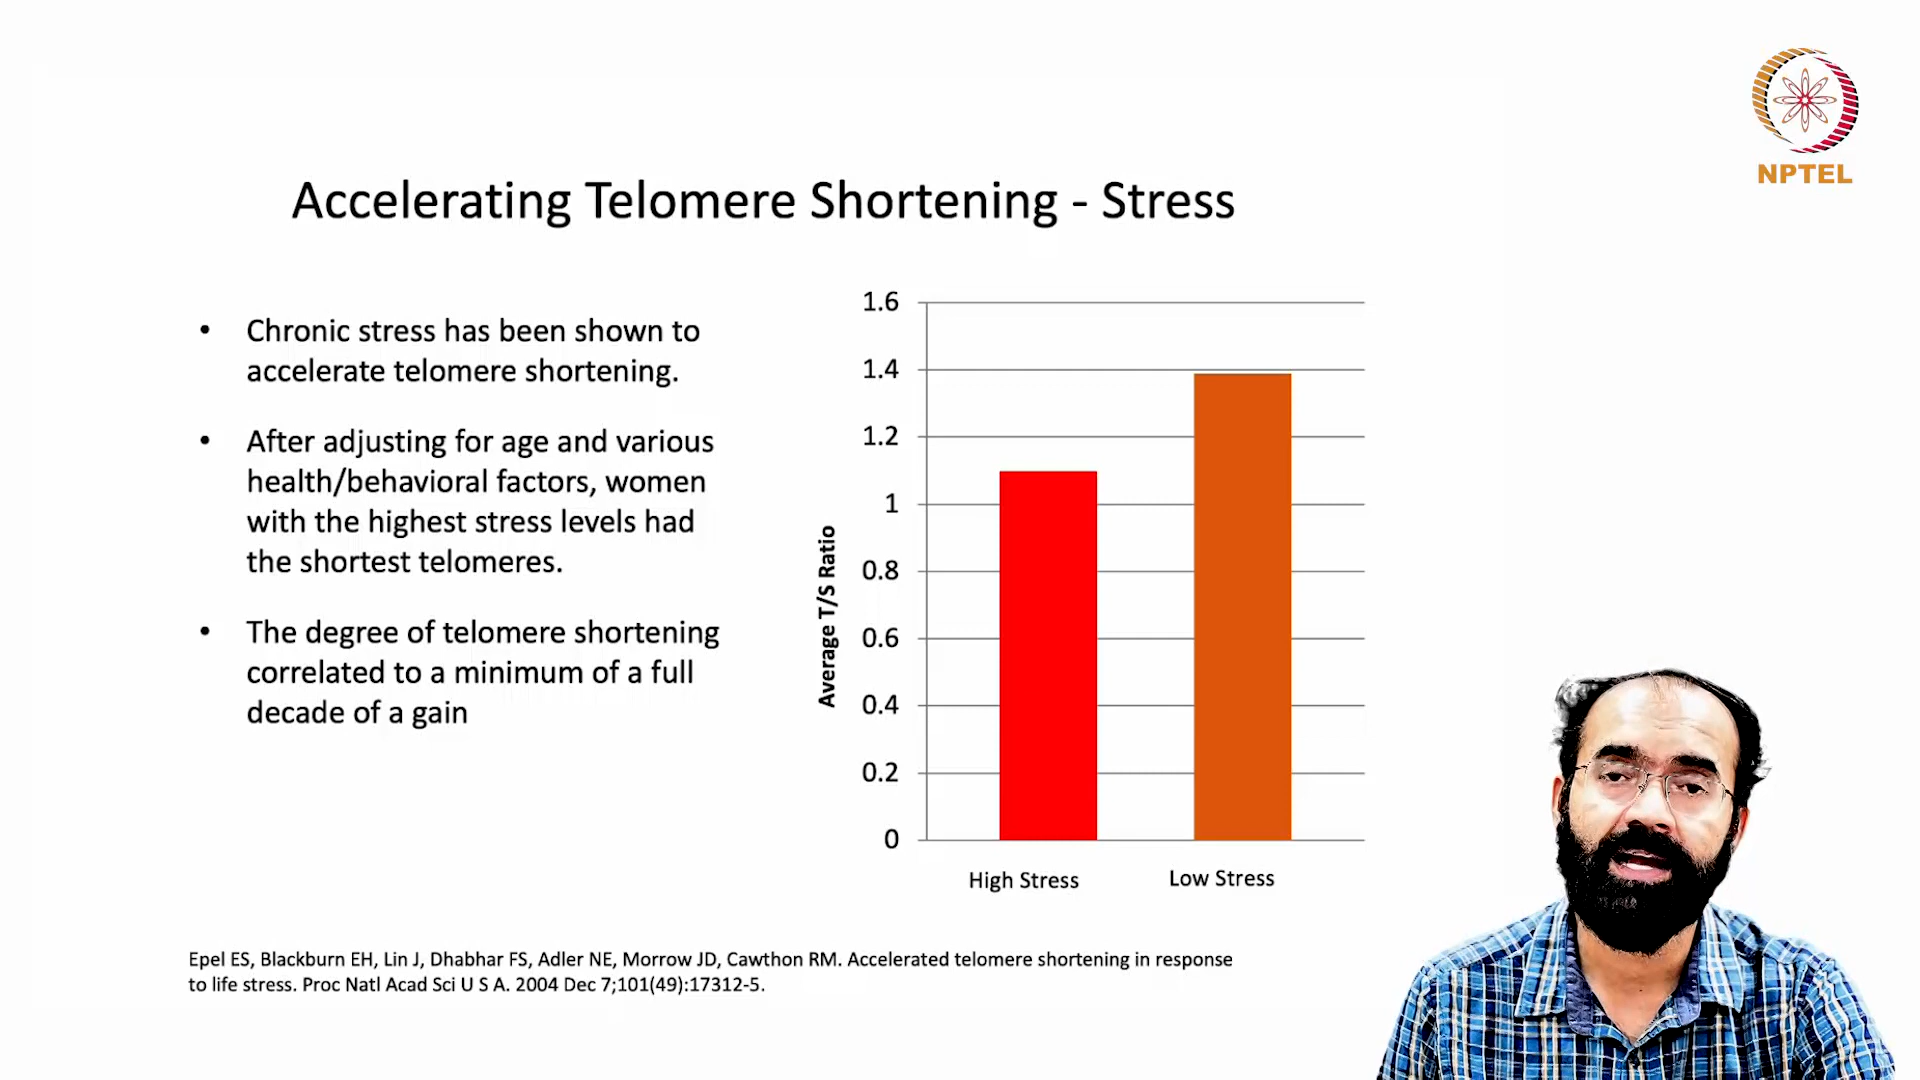 NPTEL
Accelerating Telomere Shortening - Stress
• Chronic stress has been shown to
accelerate telomere shortening.
• After adjusting for age and various
health/behavioral factors, women
with the highest stress levels had
the shortest telomeres.
• The degree of telomere shortening
correlated to a minimum of a full
decade of a gain
Average T/S Ratio
1.6
1.4
1.2
1
0.8
0.6
0.4
0.2
0
High Stress
Low Stress
Epel ES, Blackburn EH, Lin J, Dhabhar FS, Adler NE, Morrow JD, Cawthon RM. Accelerated telomere shortening in response
to life stress. Proc Natl Acad Sci U S A. 2004 Dec 7;101(49):17312-5.